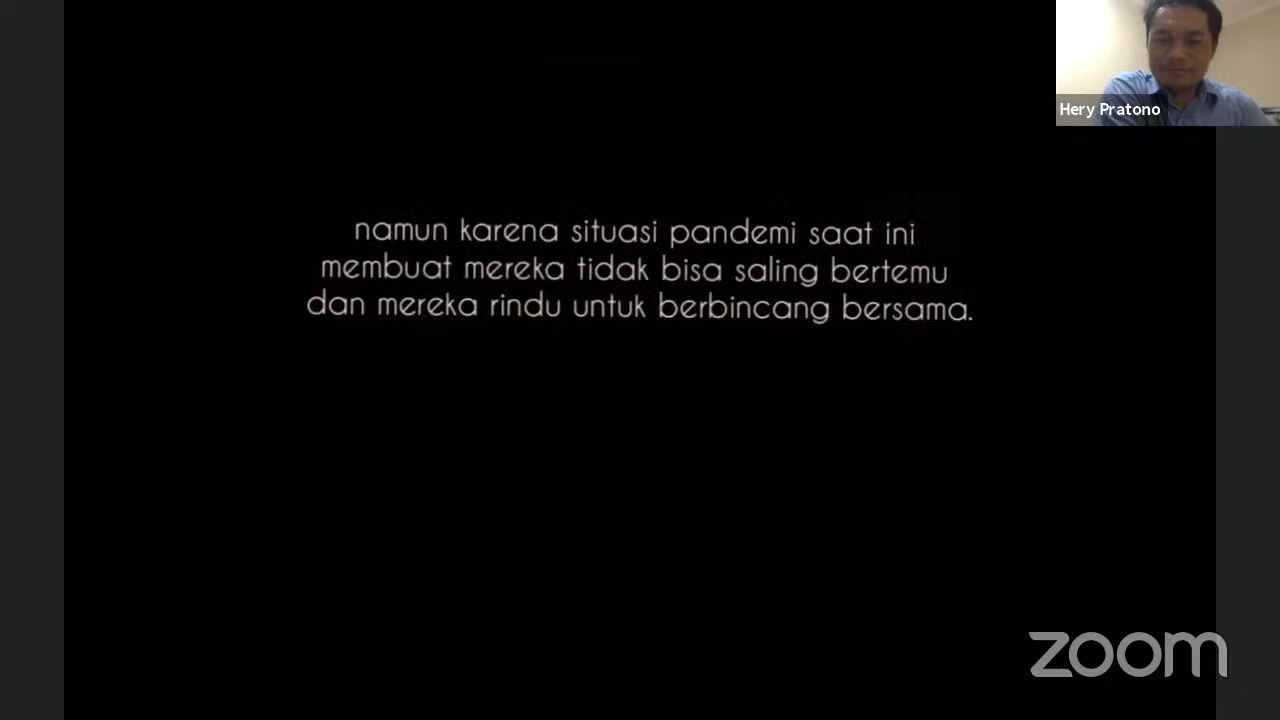 Hery Pratono
namun karena situasi pandemi saat ini
membuat mereka tidak bisa saling bertemu
dan mereka rindu untuk berbincang bersama.
zoom